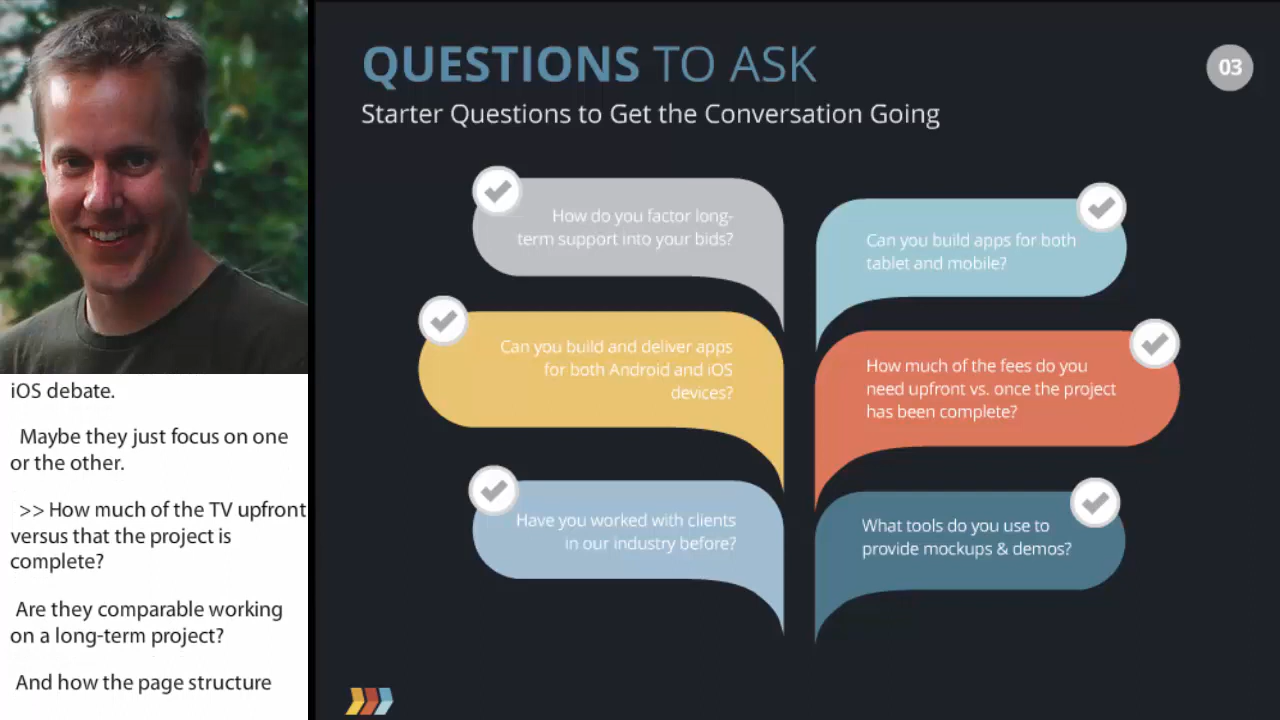 QUESTIONS TO ASK
Starter Questions to Get the Conversation Going
03
How do you factor long-
term support into your bids?
Can you build apps for both
tablet and mobile?
Can you build and deliver apps
for both Android and iOS
devices?
How much of the fees do you
need upfront vs. once the project
has been complete?
Have you worked with clients
in our industry before?
What tools do you use to
provide mockups & demos?
iOS debate.
Maybe they just focus on one
or the other.
>> How much of the TV upfront
versus that the project is
complete?
Are they comparable working
on a long-term project?
And how the page structure